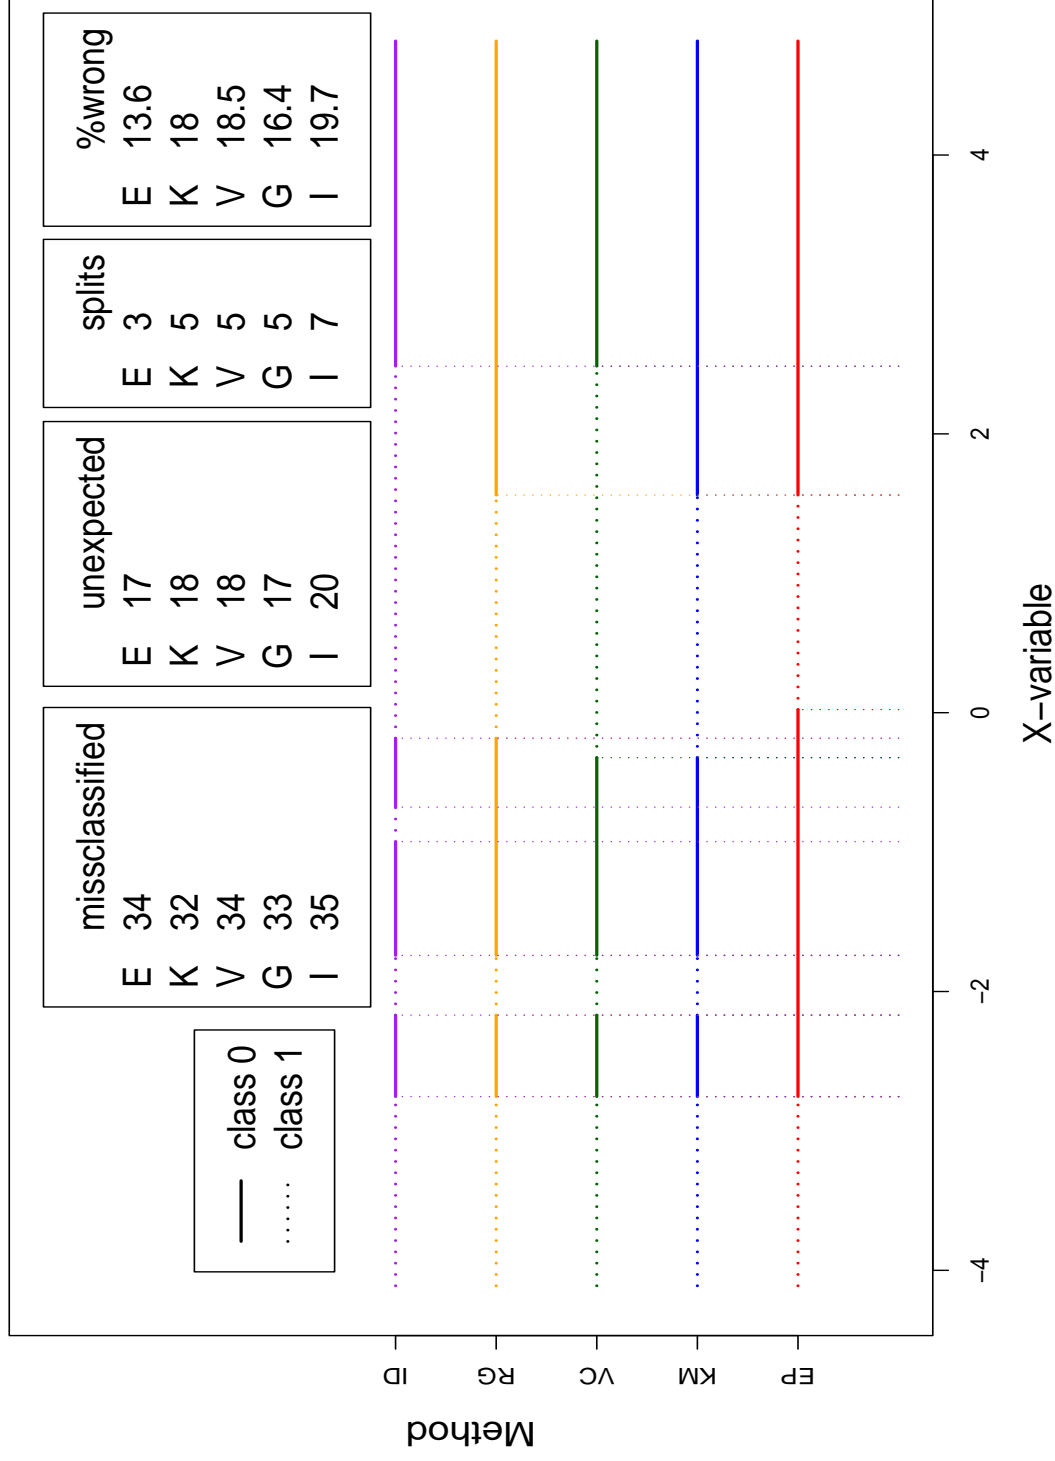 missclassified
E 34
K 32
V 34
G 33
I 35
unexpected
E 17
K 18
V 18
G 17
I 20
splits
E 3
K 5
V 5
G 5
I 7
%wrong
E 13.6
K 18
V 18.5
G 16.4
I 19.7
class 0
class 1
Method
ID
RG
VC
KM
EP
−4
−2
0
2
4
X−variable